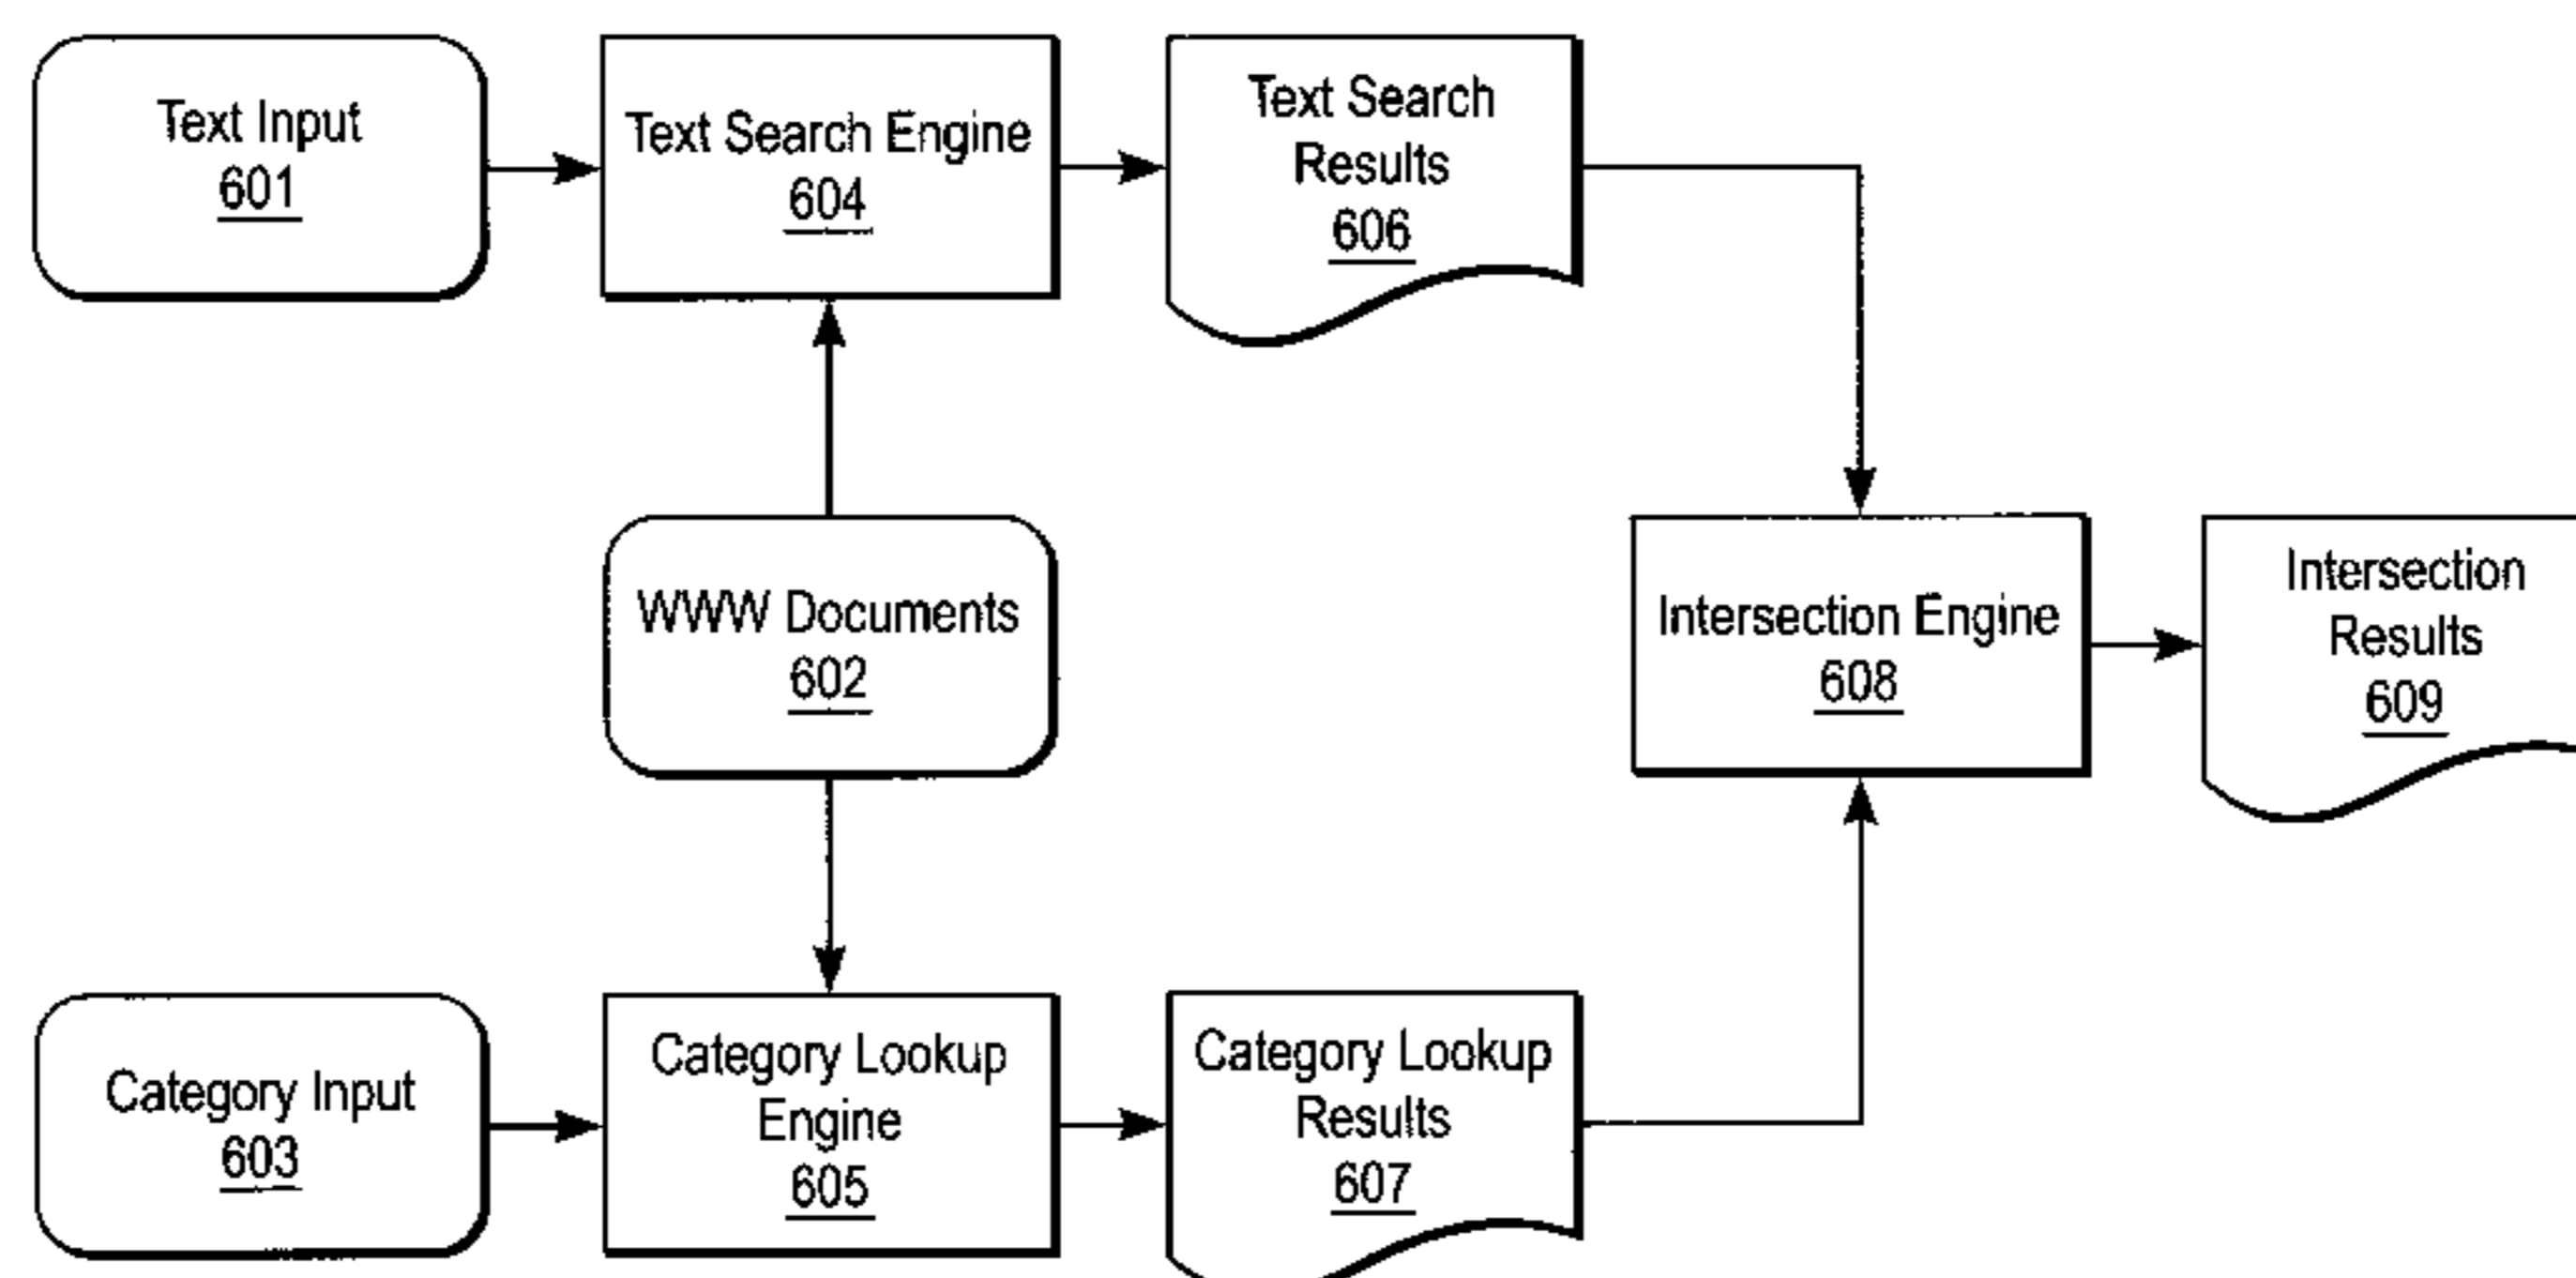 Text Input
601
Text Search Engine
604
Text Search
Results
606
WWW Documents
602
Intersection Engine
608
Intersection
Results
609
Category Input
603
Category Lookup
Engine
605
Category Lookup
Results
607